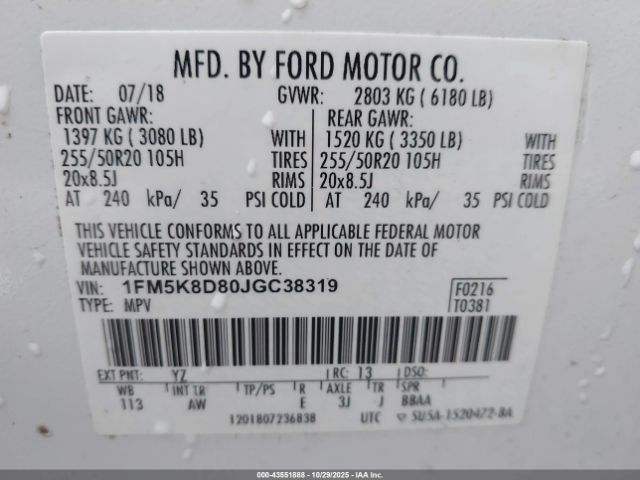 MFD. BY FORD MOTOR CO.
DATE: 07/18 GVWR: 2803 KG ( 6180 LB)
FRONT GAWR: REAR GAWR:
1397 KG ( 3080 LB) WITH 1520 KG ( 3350 LB) WITH
255/50R20 105H TIRES 255/50R20 105H TIRES
20x8.5J RIMS 20x8.5J RIMS
AT 240 kPa/ 35 PSI COLD AT 240 kPa/ 35 PSI COLD
THIS VEHICLE CONFORMS TO ALL APPLICABLE FEDERAL MOTOR
VEHICLE SAFETY STANDARDS IN EFFECT ON THE DATE OF
MANUFACTURE SHOWN ABOVE.
VIN: 1FM5K8D80JGC38319 F0216
TYPE: MPV T0381
EXT PNT: YZ RC: 13 DSO:
WB INT TR TP/PS R AXLE TR SPR
113 AW E 3J J BBAA
1201807236838 UTC SU5A-1520472-BA
000-43551888 - 10/29/2025 - IAA Inc.